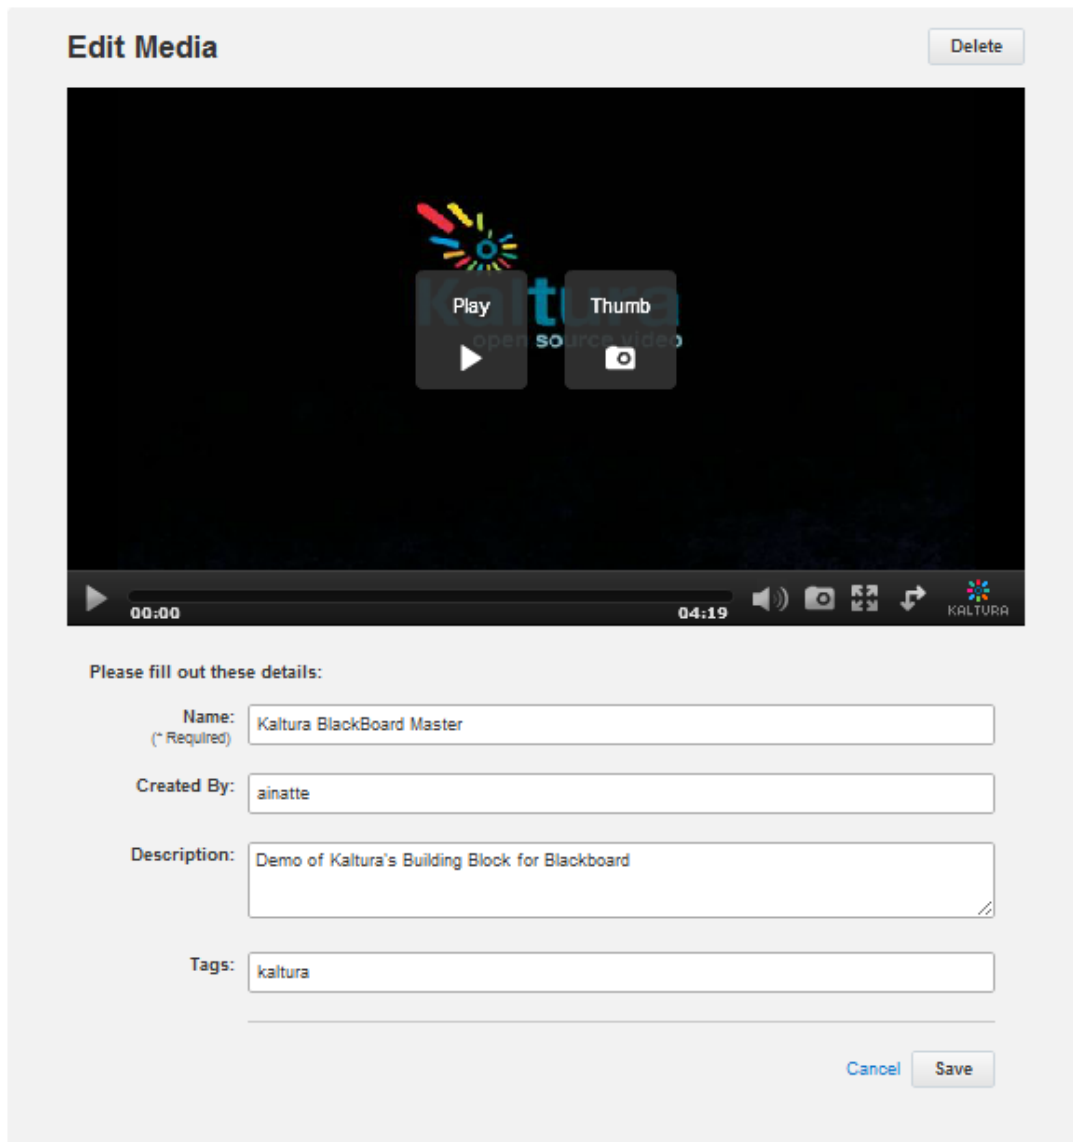 Edit Media
Delete
Kaltura
open source video
Play
Thumb
00:00
04:19
KALTURA
Please fill out these details:
Name:
(* Required)
Kaltura BlackBoard Master
Created By:
ainatte
Description:
Demo of Kaltura's Building Block for Blackboard
Tags:
kaltura
Cancel
Save